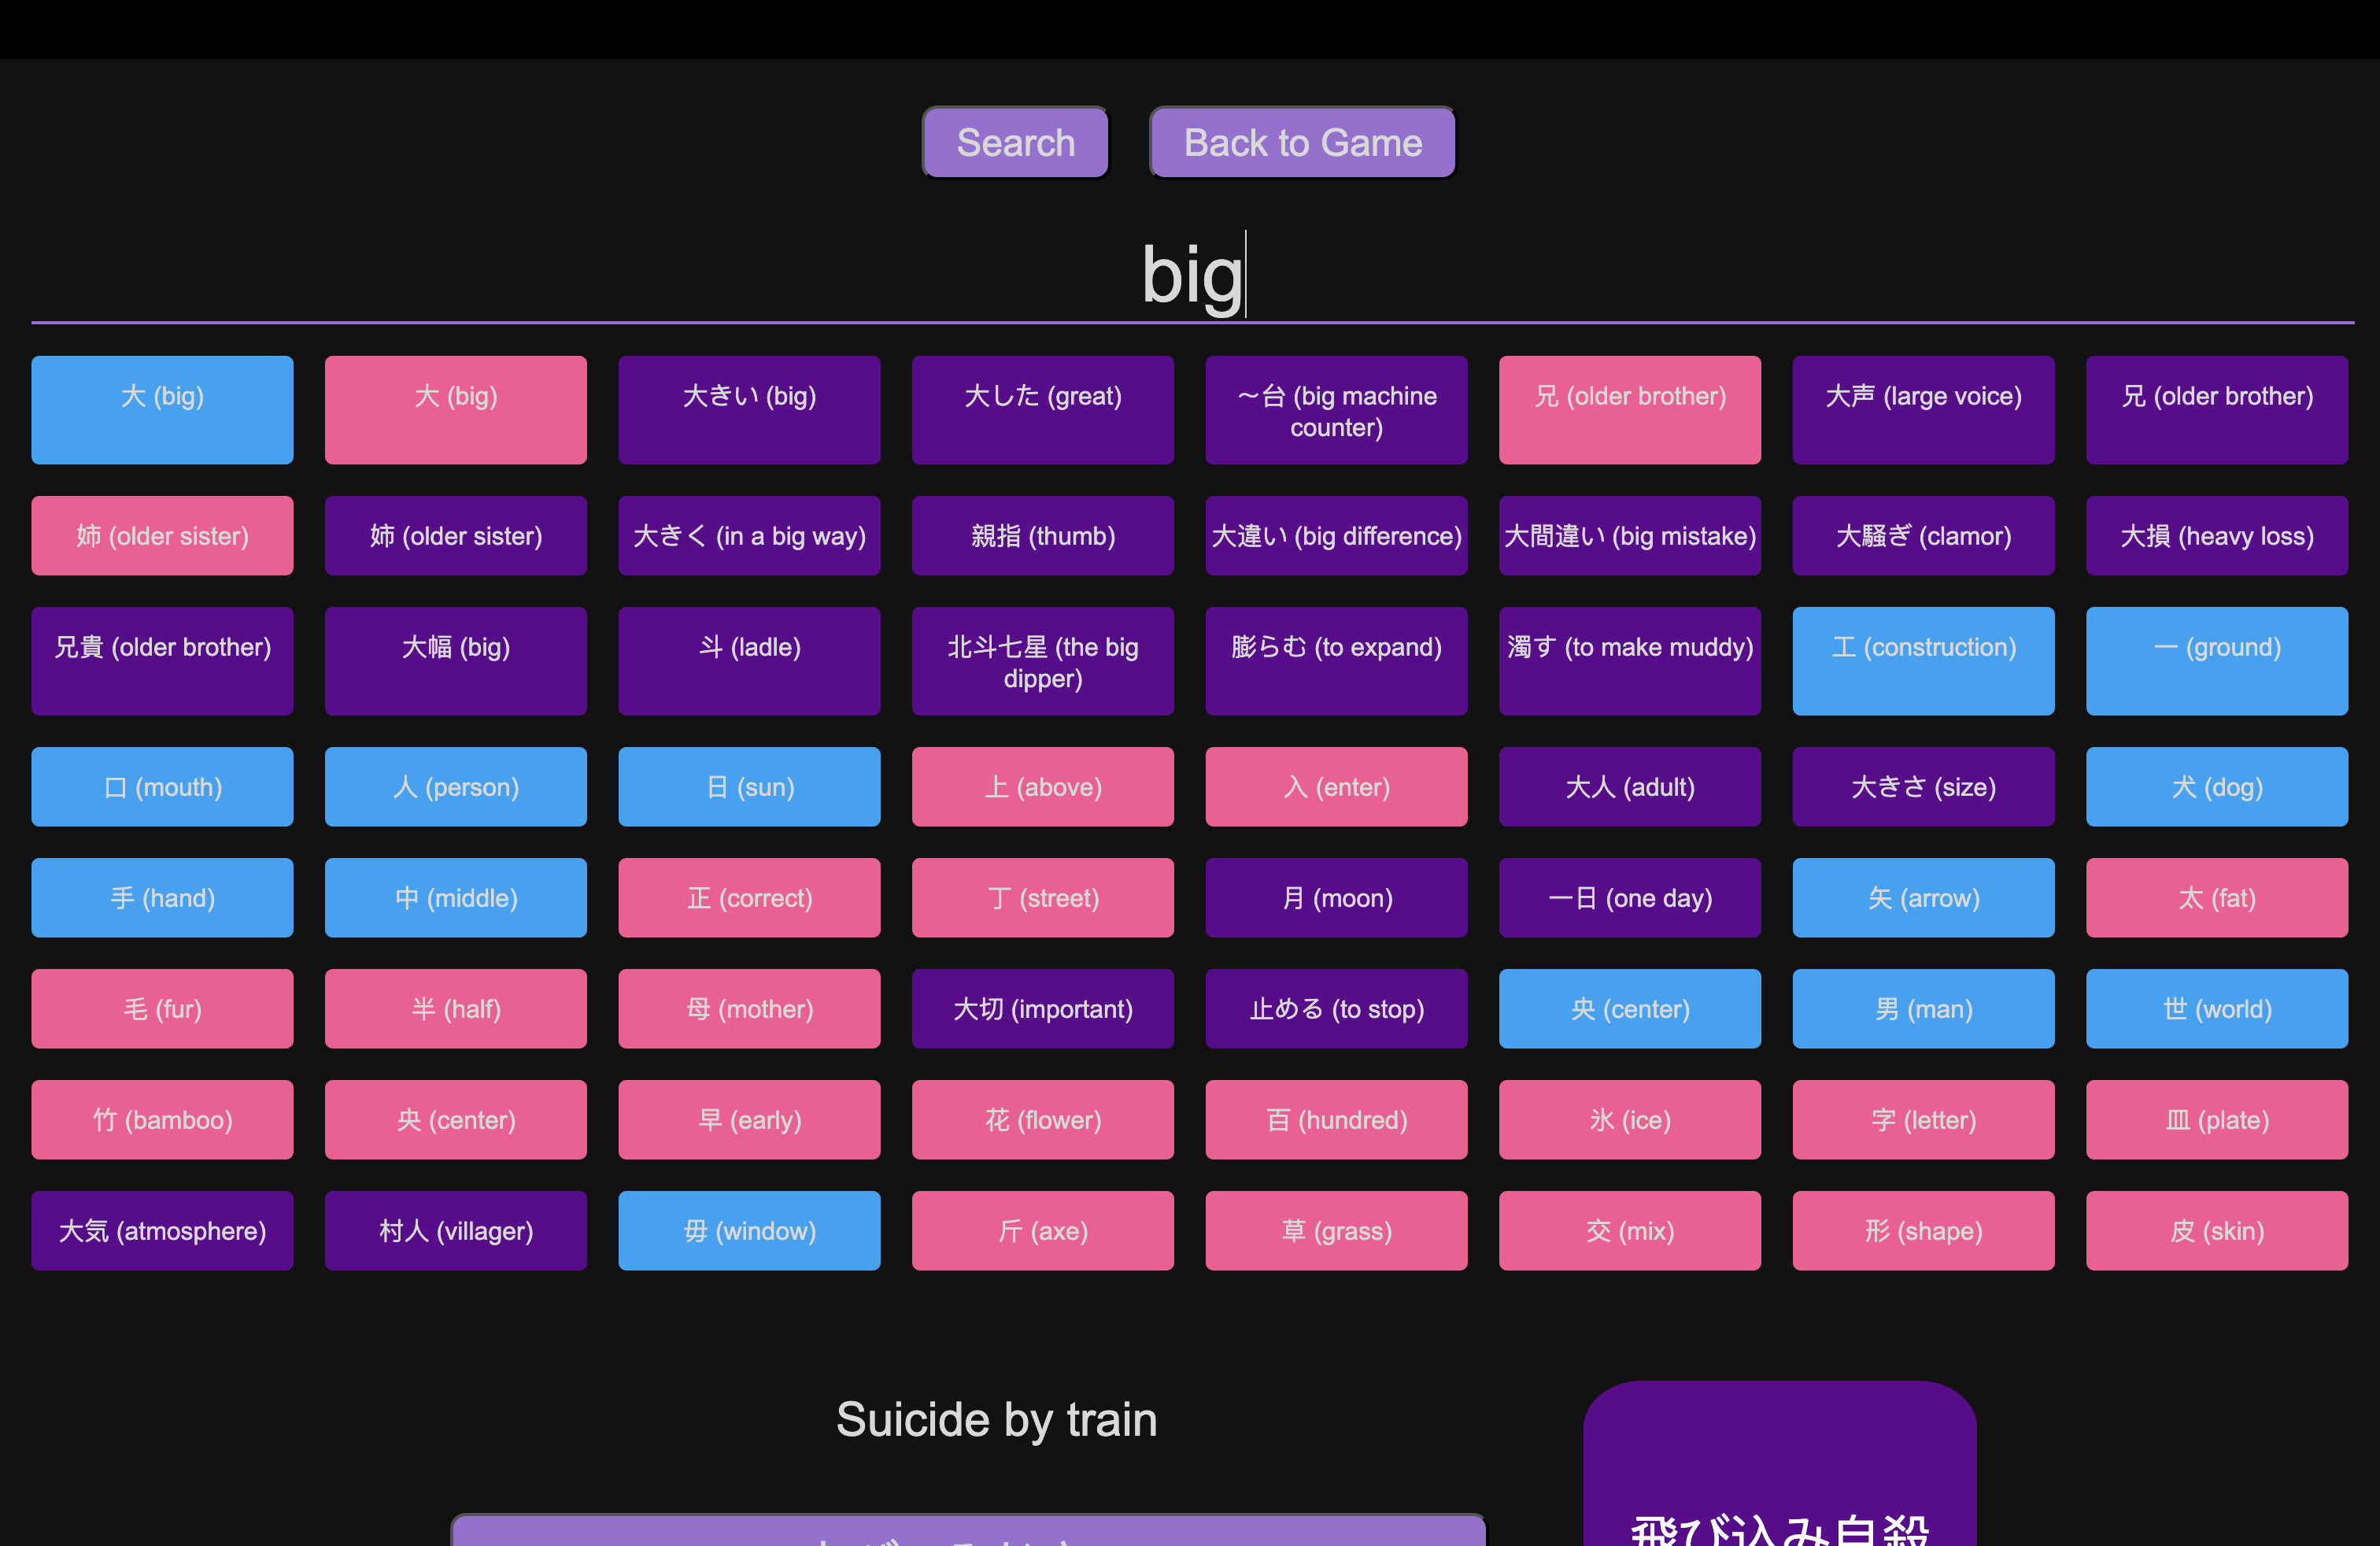 Search
Back to Game
big
大 (big)
大 (big)
大きい (big)
大した (great)
〜台 (big machine
counter)
兄 (older brother)
大声 (large voice)
兄 (older brother)
姉 (older sister)
姉 (older sister)
大きく (in a big way)
親指 (thumb)
大違い (big difference)
大間違い (big mistake)
大騒ぎ (clamor)
大損 (heavy loss)
兄貴 (older brother)
大幅 (big)
斗 (ladle)
北斗七星 (the big
dipper)
膨らむ (to expand)
濁す (to make muddy)
工 (construction)
一 (ground)
口 (mouth)
人 (person)
日 (sun)
上 (above)
入 (enter)
大人 (adult)
大きさ (size)
犬 (dog)
手 (hand)
中 (middle)
正 (correct)
丁 (street)
月 (moon)
一日 (one day)
矢 (arrow)
太 (fat)
毛 (fur)
半 (half)
母 (mother)
大切 (important)
止める (to stop)
央 (center)
男 (man)
世 (world)
竹 (bamboo)
央 (center)
早 (early)
花 (flower)
百 (hundred)
氷 (ice)
字 (letter)
皿 (plate)
大気 (atmosphere)
村人 (villager)
毋 (window)
斤 (axe)
草 (grass)
交 (mix)
形 (shape)
皮 (skin)
Suicide by train
飛び込み自殺